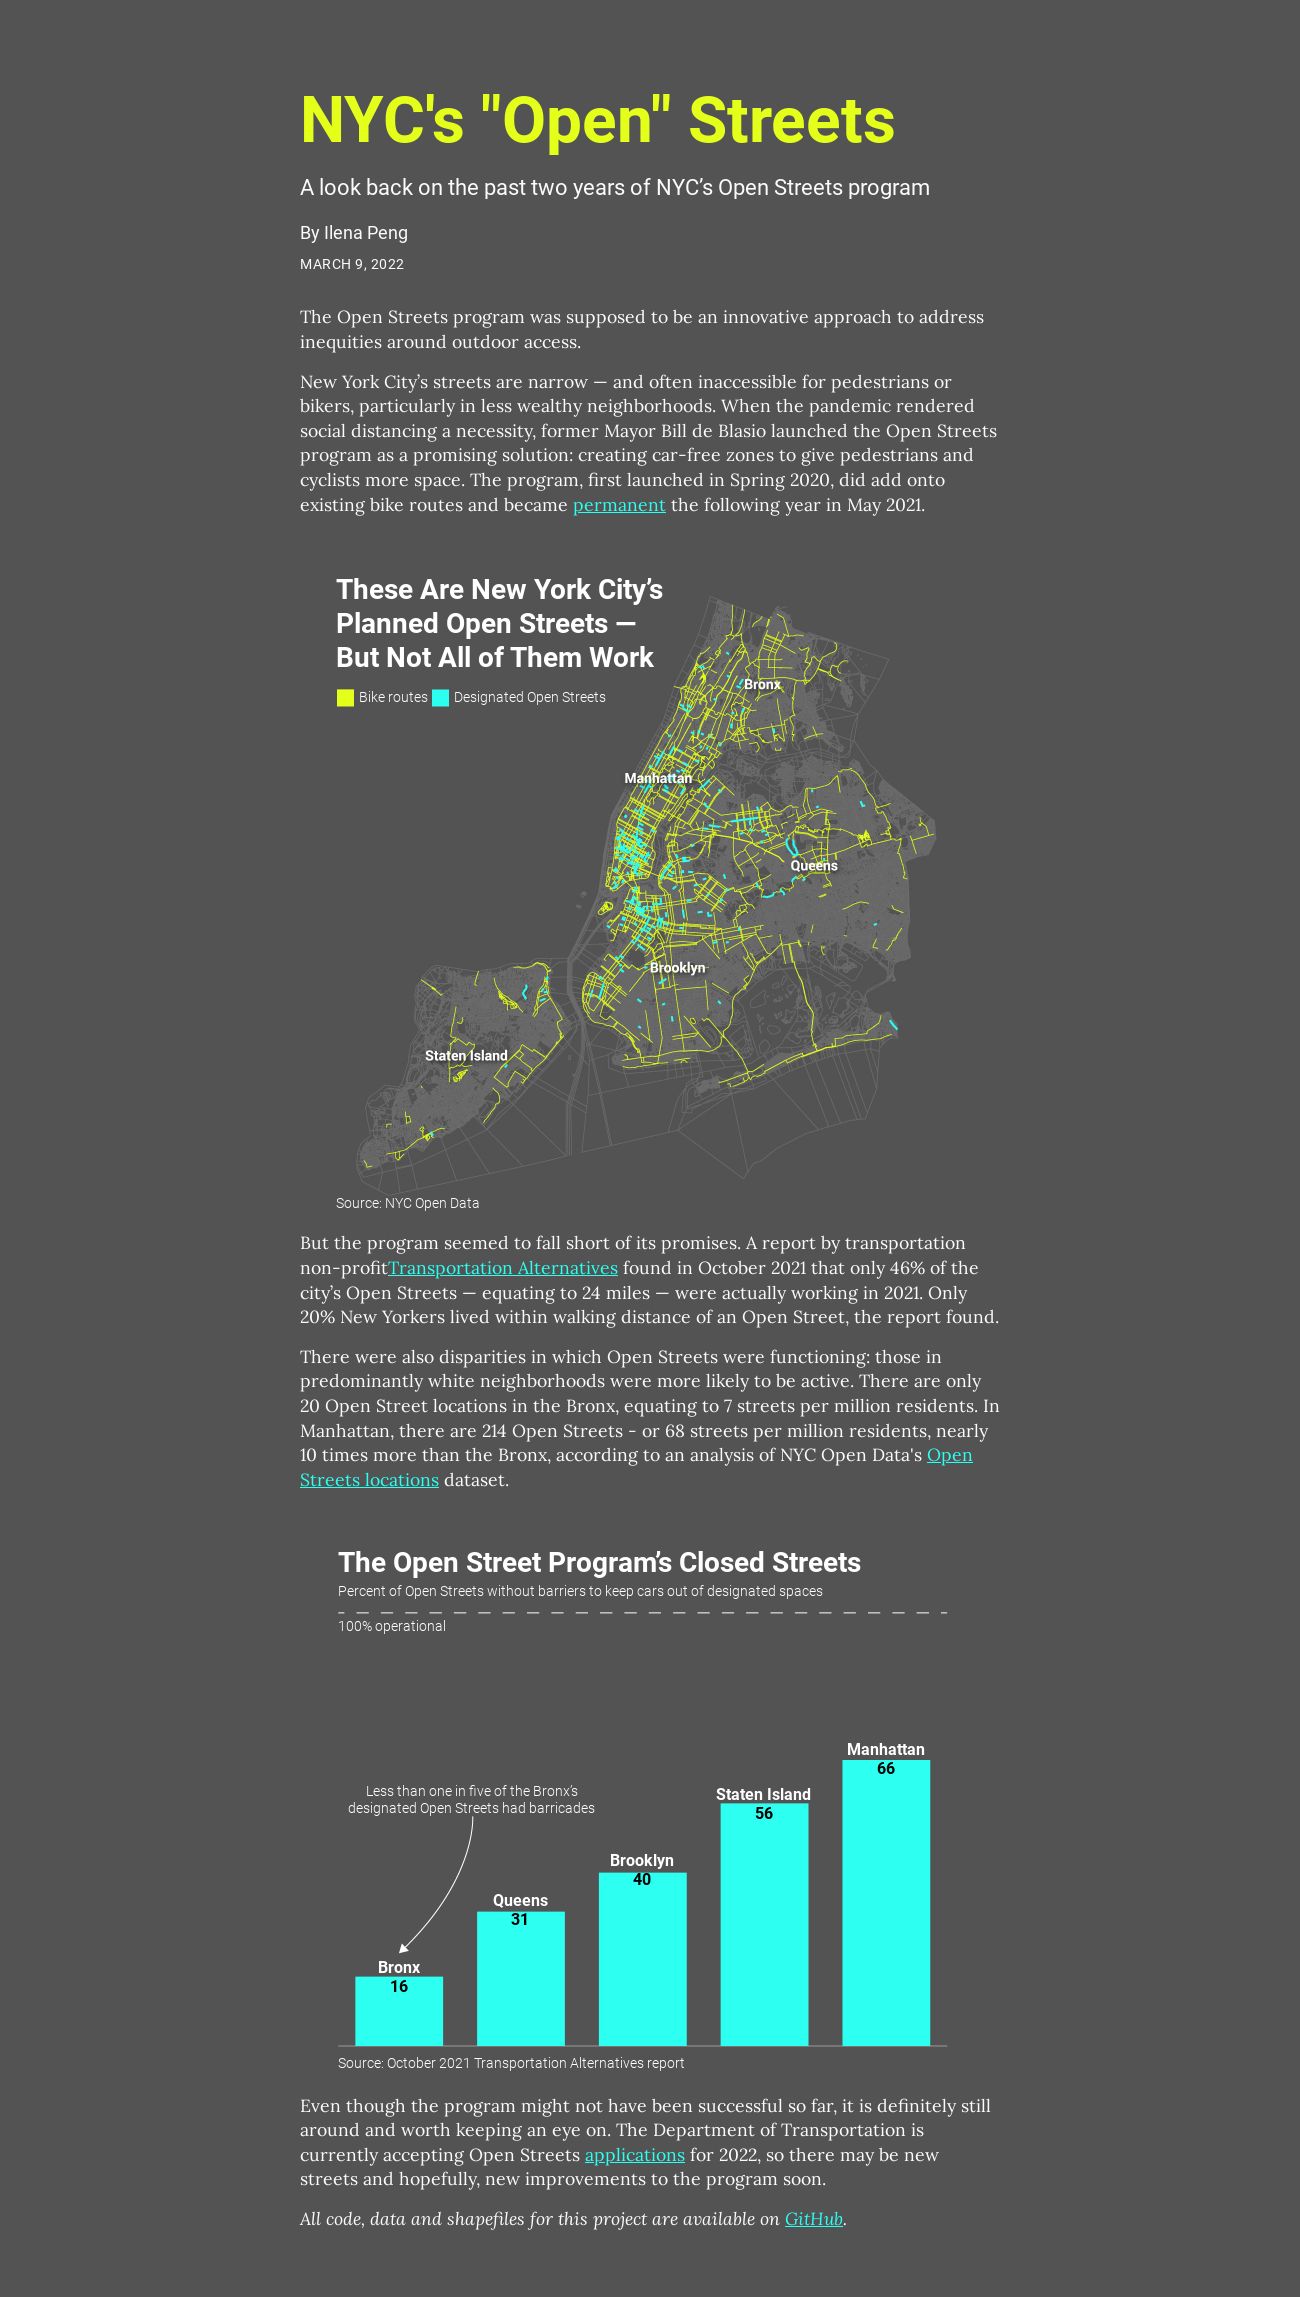 NYC's "Open" Streets
A look back on the past two years of NYC’s Open Streets program
By Ilena Peng
MARCH 9, 2022
The Open Streets program was supposed to be an innovative approach to address
inequities around outdoor access.
New York City’s streets are narrow — and often inaccessible for pedestrians or
bikers, particularly in less wealthy neighborhoods. When the pandemic rendered
social distancing a necessity, former Mayor Bill de Blasio launched the Open Streets
program as a promising solution: creating car-free zones to give pedestrians and
cyclists more space. The program, first launched in Spring 2020, did add onto
existing bike routes and became permanent the following year in May 2021.
These Are New York City’s
Planned Open Streets —
But Not All of Them Work
Bike routes Designated Open Streets
Bronx
Manhattan
Queens
Brooklyn
Staten Island
Source: NYC Open Data
But the program seemed to fall short of its promises. A report by transportation
non-profitTransportation Alternatives found in October 2021 that only 46% of the
city’s Open Streets — equating to 24 miles — were actually working in 2021. Only
20% New Yorkers lived within walking distance of an Open Street, the report found.
There were also disparities in which Open Streets were functioning: those in
predominantly white neighborhoods were more likely to be active. There are only
20 Open Street locations in the Bronx, equating to 7 streets per million residents. In
Manhattan, there are 214 Open Streets - or 68 streets per million residents, nearly
10 times more than the Bronx, according to an analysis of NYC Open Data's Open
Streets locations dataset.
The Open Street Program’s Closed Streets
Percent of Open Streets without barriers to keep cars out of designated spaces
100% operational
Less than one in five of the Bronx’s
designated Open Streets had barricades
Bronx
16
Queens
31
Brooklyn
40
Staten Island
56
Manhattan
66
Source: October 2021 Transportation Alternatives report
Even though the program might not have been successful so far, it is definitely still
around and worth keeping an eye on. The Department of Transportation is
currently accepting Open Streets applications for 2022, so there may be new
streets and hopefully, new improvements to the program soon.
All code, data and shapefiles for this project are available on GitHub.